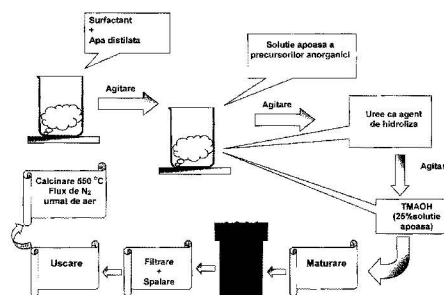 Surfactant
+
Apa distilata
Agitare
Solutie apoasa a
precursorilor anorganici
Agitare
Uree ca agent
de hidroliza
Agitar
TMAOH
(25%solutie
apoasa)
Maturare
Filtrare
+
Spalare
Uscare
Calcinare 550 °C
Flux de N₂
urmat de aer